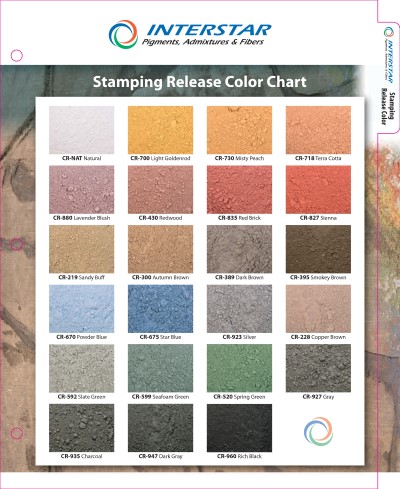 INTERSTAR
Pigments, Admixtures & Fibers
INTERSTAR
Stamping
Release Color
Stamping Release Color Chart
CR-NAT Natural
CR-700 Light Goldenrod
CR-730 Misty Peach
CR-718 Terra Cotta
CR-880 Lavender Blush
CR-430 Redwood
CR-835 Red Brick
CR-827 Sienna
CR-219 Sandy Buff
CR-300 Autumn Brown
CR-389 Dark Brown
CR-395 Smokey Brown
CR-670 Powder Blue
CR-675 Star Blue
CR-923 Silver
CR-228 Copper Brown
CR-592 Slate Green
CR-599 Seafoam Green
CR-520 Spring Green
CR-927 Gray
CR-935 Charcoal
CR-947 Dark Gray
CR-960 Rich Black